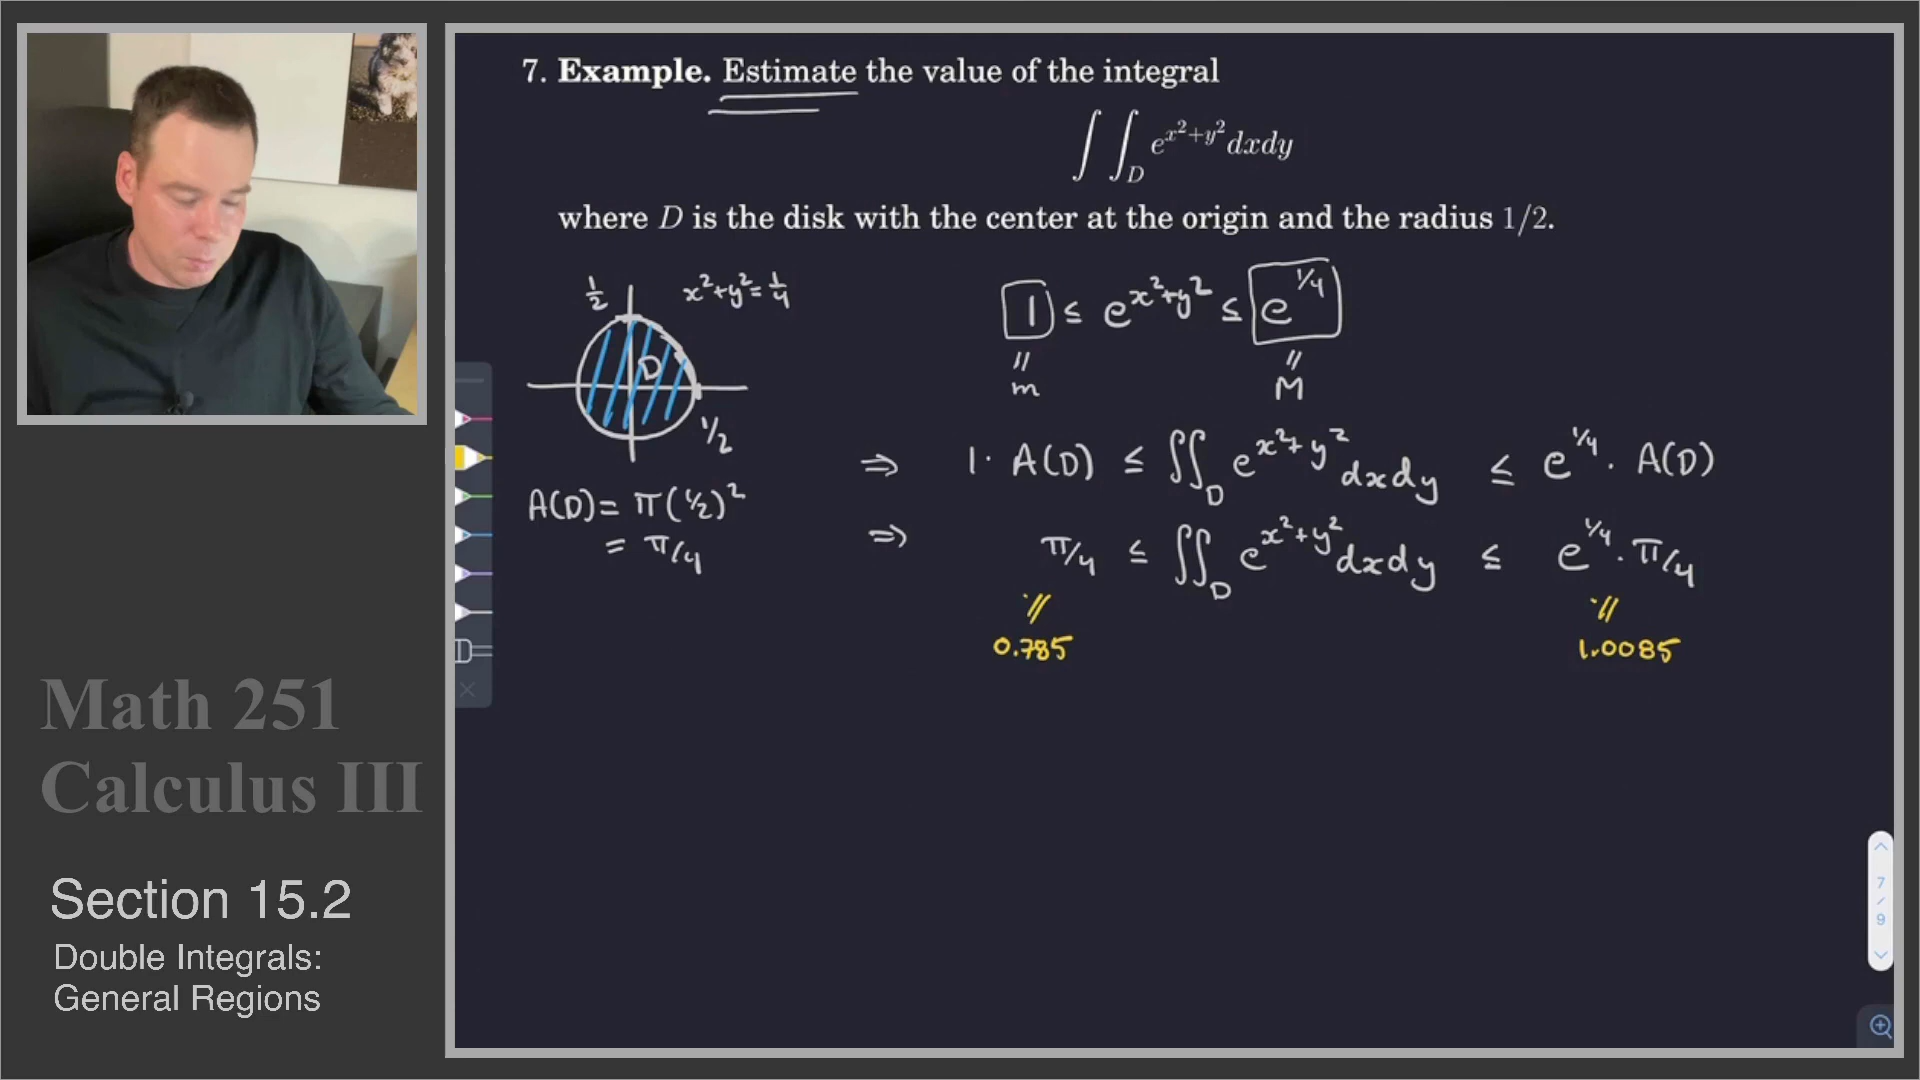 7. Example. Estimate the value of the integral
∫∫_D e^{x²+y²} dxdy
where D is the disk with the center at the origin and the radius 1/2.
1/2 x²+y²=1/4
D
1/2
A(D) = π(1/2)²
= π/4
1 ≤ e^{x²+y²} ≤ e^{1/4}
= =
m M
⇒ 1· A(D) ≤ ∬_D e^{x²+y²} dxdy ≤ e^{1/4} · A(D)
⇒ π/4 ≤ ∬_D e^{x²+y²} dxdy ≤ e^{1/4} · π/4
0.785 1.0085
Math 251
Calculus III
Section 15.2
Double Integrals:
General Regions
7
/
9